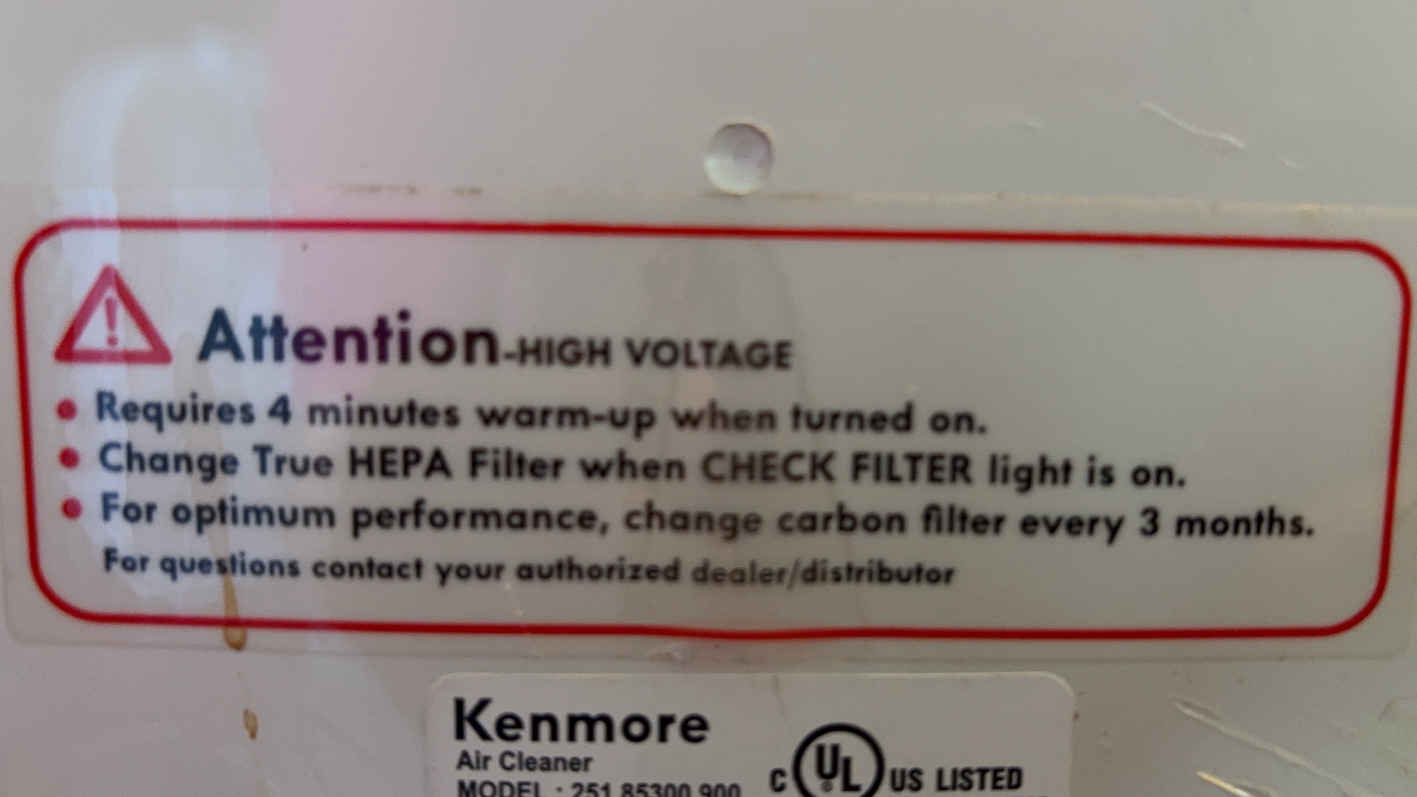 Attention-HIGH VOLTAGE
• Requires 4 minutes warm-up when turned on.
• Change True HEPA Filter when CHECK FILTER light is on.
• For optimum performance, change carbon filter every 3 months.
For questions contact your authorized dealer/distributor
Kenmore
Air Cleaner
MODEL : 251.85300.900
C UL US LISTED